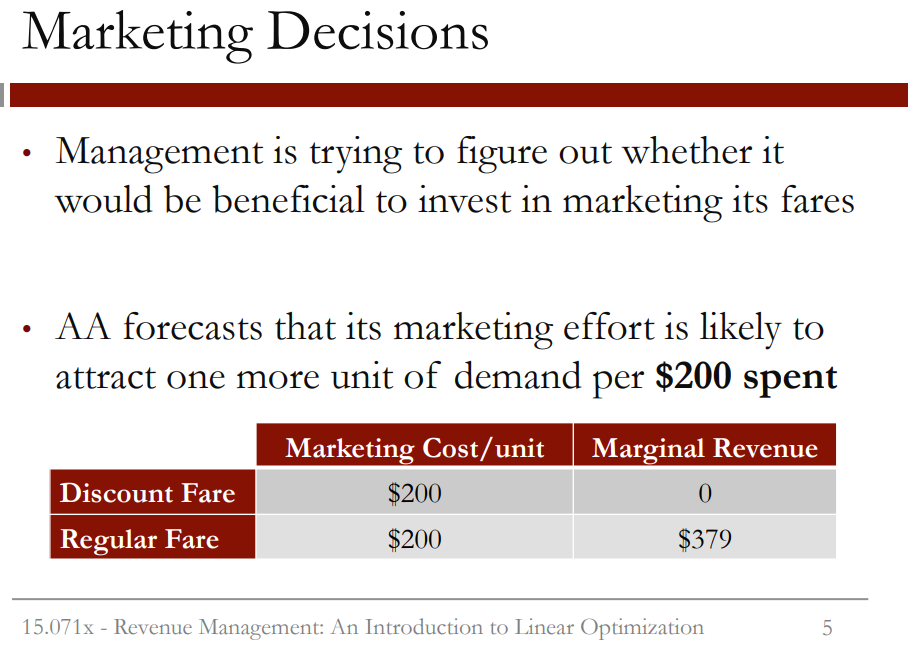 Marketing Decisions
• Management is trying to figure out whether it
would be beneficial to invest in marketing its fares
• AA forecasts that its marketing effort is likely to
attract one more unit of demand per $200 spent
Marketing Cost/unit Marginal Revenue
Discount Fare $200 0
Regular Fare $200 $379
15.071x - Revenue Management: An Introduction to Linear Optimization 5